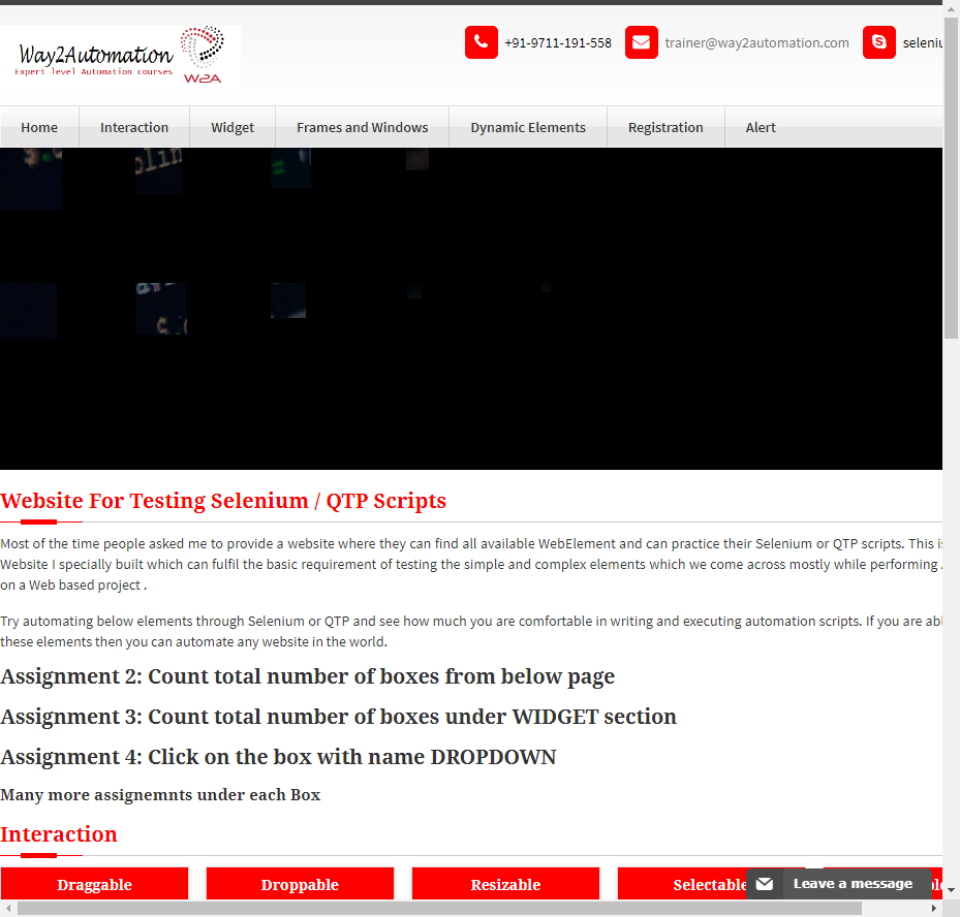 Way2Automation
Expert level Automation courses
W2A
+91-9711-191-558
trainer@way2automation.com
Home
Interaction
Widget
Frames and Windows
Dynamic Elements
Registration
Alert
Website For Testing Selenium / QTP Scripts
Most of the time people asked me to provide a website where they can find all available WebElement and can practice their Selenium or QTP scripts. This
Website I specially built which can fulfil the basic requirement of testing the simple and complex elements which we come across mostly while performing
on a Web based project .
Try automating below elements through Selenium or QTP and see how much you are comfortable in writing and executing automation scripts. If you are
these elements then you can automate any website in the world.
Assignment 2: Count total number of boxes from below page
Assignment 3: Count total number of boxes under WIDGET section
Assignment 4: Click on the box with name DROPDOWN
Many more assignemnts under each Box
Interaction
Draggable
Droppable
Resizable
Selectable
Leave a message